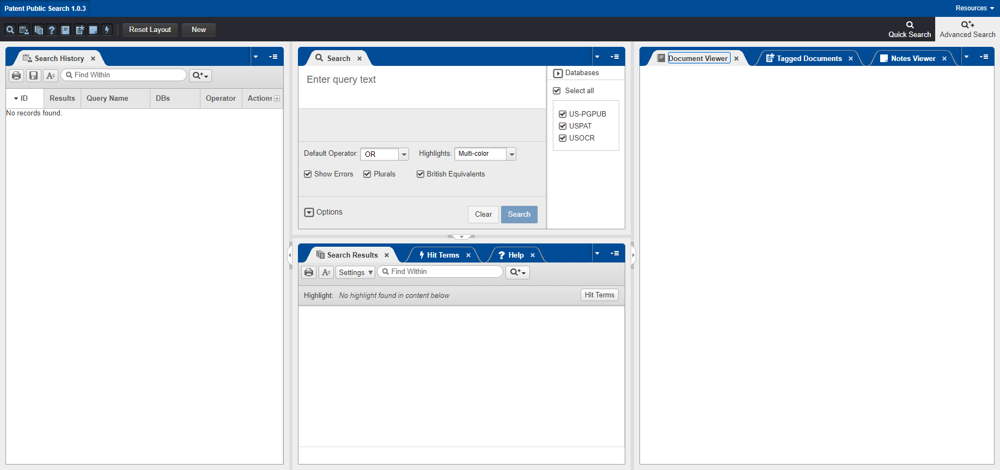 Patent Public Search 1.0.3
Resources
Reset Layout
New
Quick Search
Advanced Search
Search History
Find Within
ID
Results
Query Name
DBs
Operator
Actions
No records found.
Search
Enter query text
Databases
Select all
US-PGPUB
USPAT
USOCR
Default Operator: OR
Highlights: Multi-color
Show Errors
Plurals
British Equivalents
Options
Clear
Search
Search Results
Hit Terms
Help
Settings
Find Within
Highlight: No highlight found in content below
Hit Terms
Document Viewer
Tagged Documents
Notes Viewer